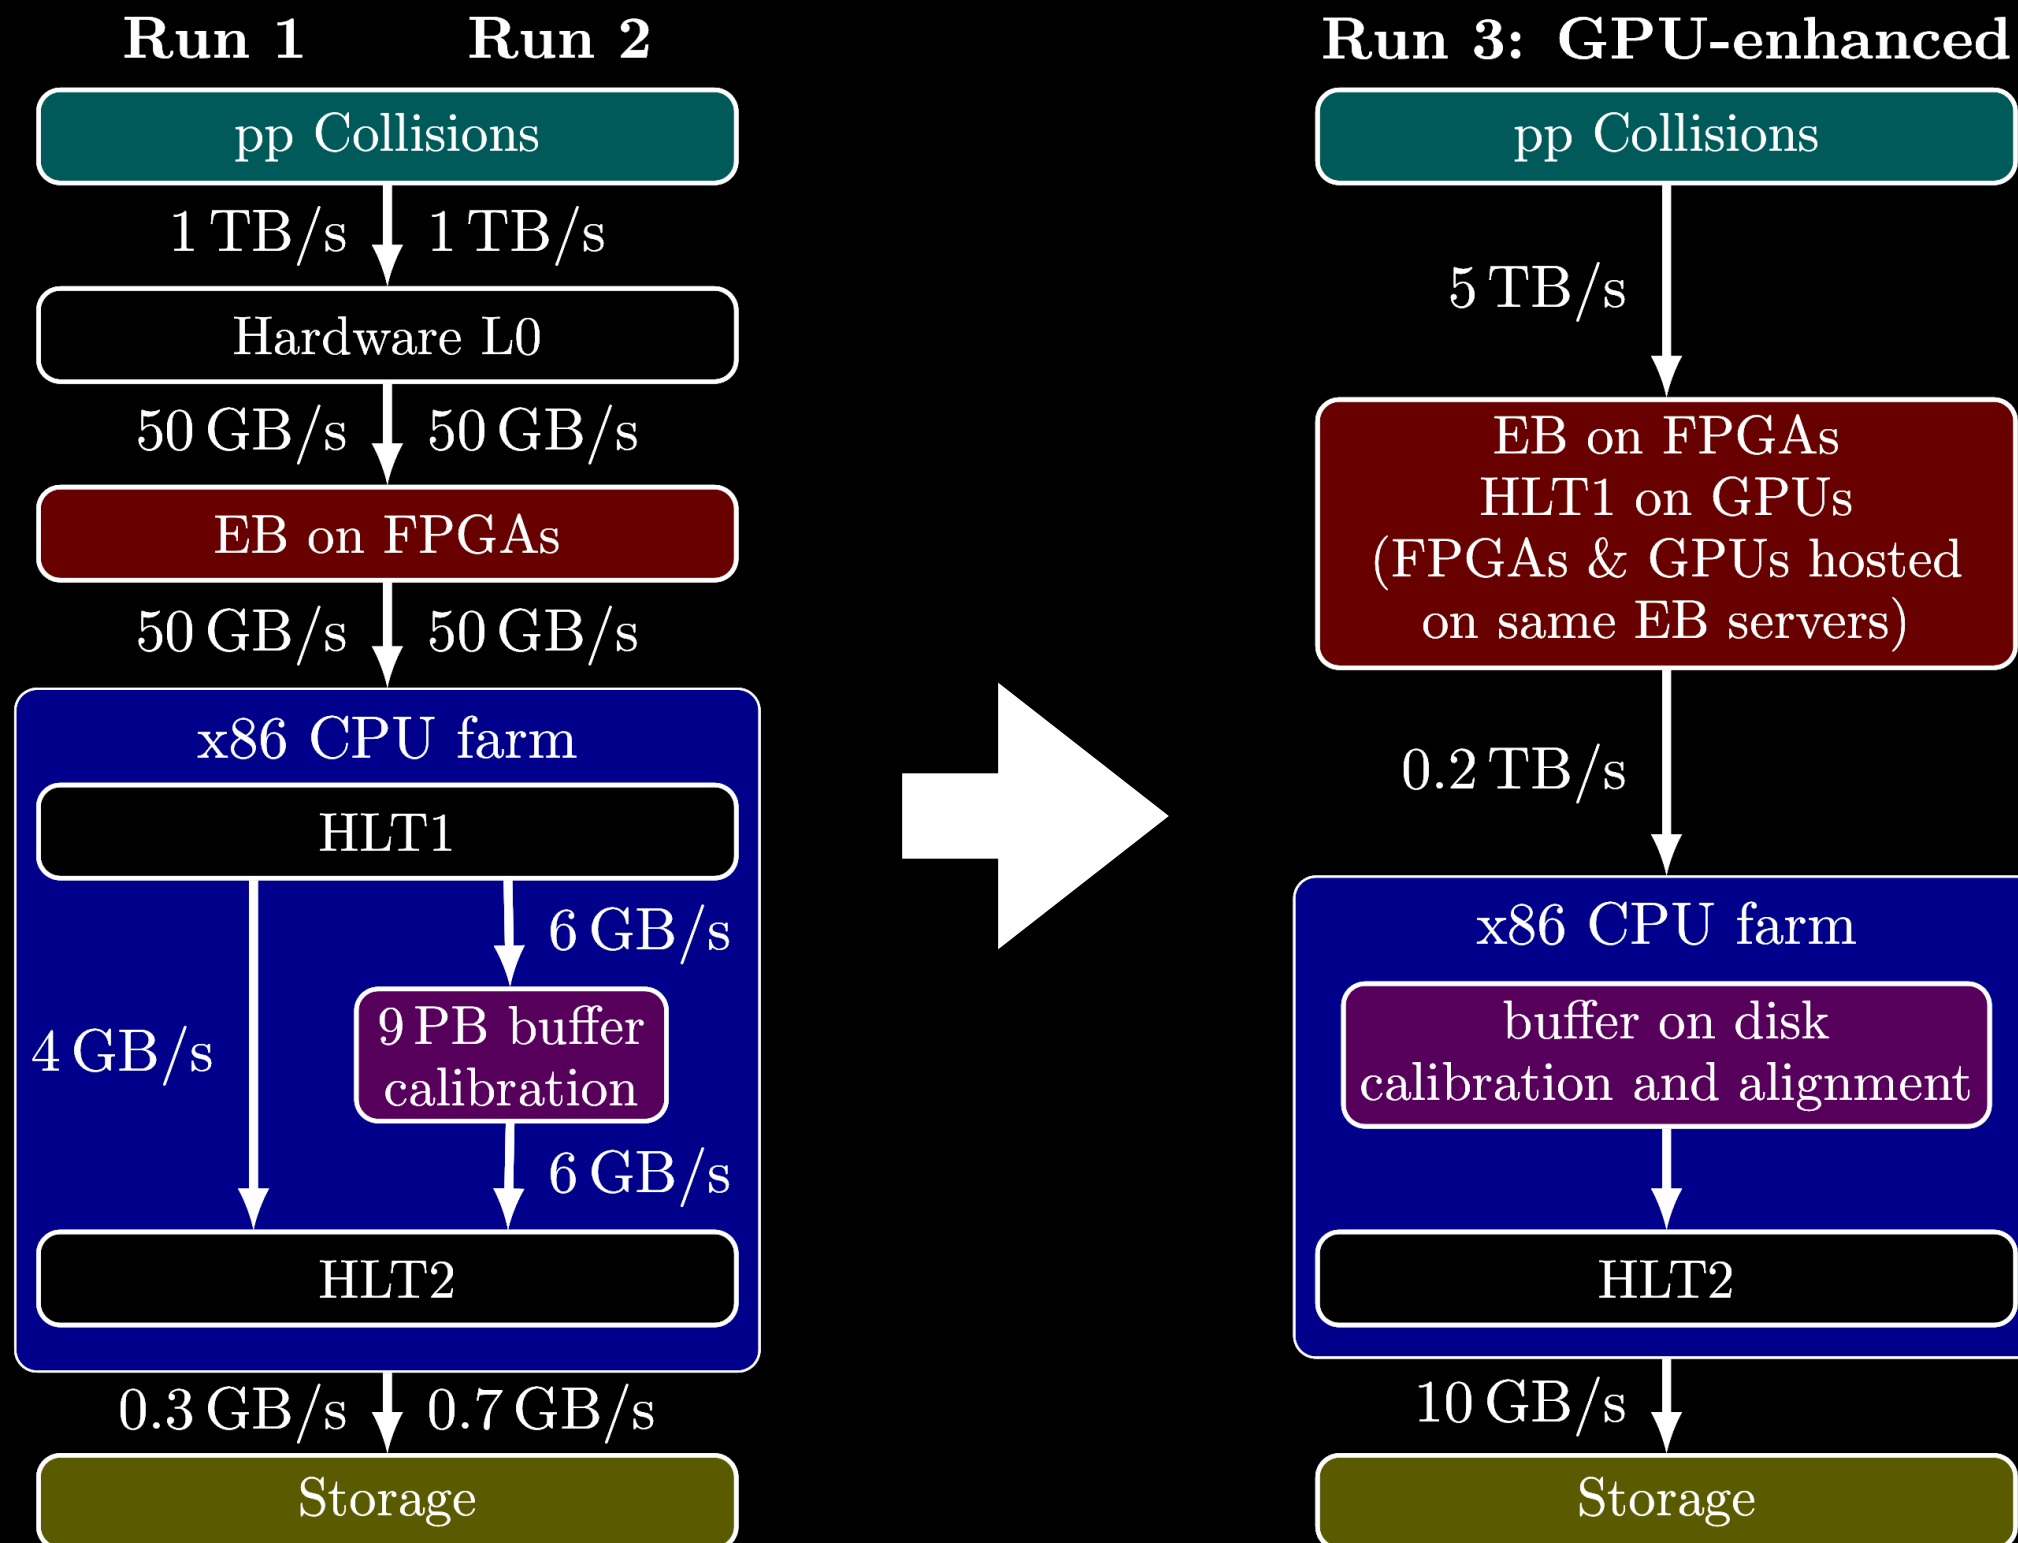 Run 1 Run 2
pp Collisions
1 TB/s 1 TB/s
Hardware L0
50 GB/s 50 GB/s
EB on FPGAs
50 GB/s 50 GB/s
x86 CPU farm
HLT1
6 GB/s
4 GB/s
9 PB buffer
calibration
6 GB/s
HLT2
0.3 GB/s 0.7 GB/s
Storage
Run 3: GPU-enhanced
pp Collisions
5 TB/s
EB on FPGAs
HLT1 on GPUs
(FPGAs & GPUs hosted
on same EB servers)
0.2 TB/s
x86 CPU farm
buffer on disk
calibration and alignment
HLT2
10 GB/s
Storage